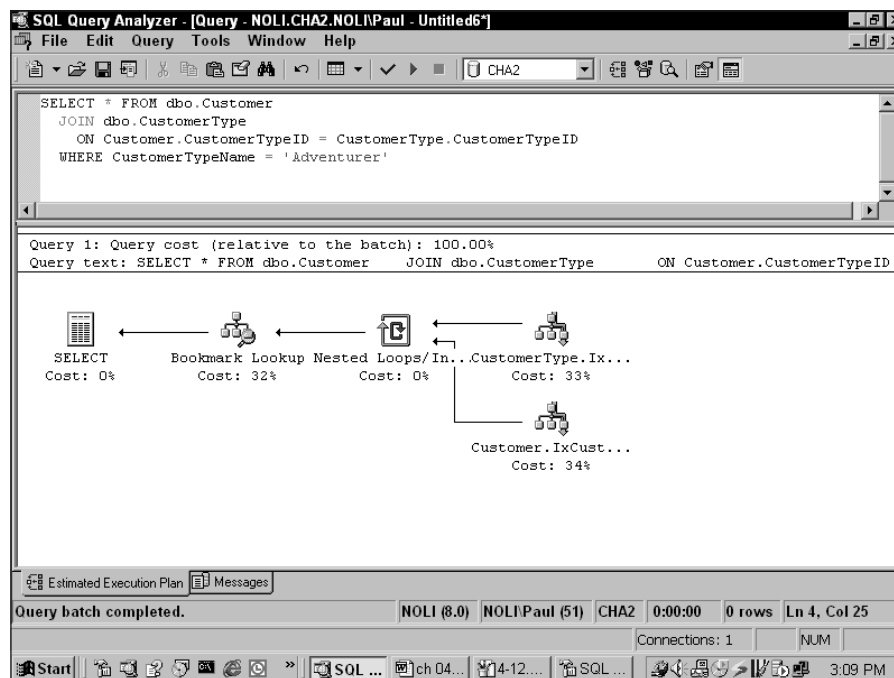 SQL Query Analyzer - [Query - NOLI.CHA2.NOLI\Paul - Untitled6*]
File Edit Query Tools Window Help
CHA2
SELECT * FROM dbo.Customer
JOIN dbo.CustomerType
ON Customer.CustomerTypeID = CustomerType.CustomerTypeID
WHERE CustomerTypeName = 'Adventurer'
Query 1: Query cost (relative to the batch): 100.00%
Query text: SELECT * FROM dbo.Customer JOIN dbo.CustomerType ON Customer.CustomerTypeID
SELECT
Cost: 0%
Bookmark Lookup
Cost: 32%
Nested Loops/In...
Cost: 0%
CustomerType.Ix...
Cost: 33%
Customer.IxCust...
Cost: 34%
Estimated Execution Plan Messages
Query batch completed. NOLI (8.0) NOLI\Paul (51) CHA2 0:00:00 0 rows Ln 4, Col 25
Connections: 1 NUM
Start » SQL ... ch 04... 4-12.... SQL ... 3:09 PM